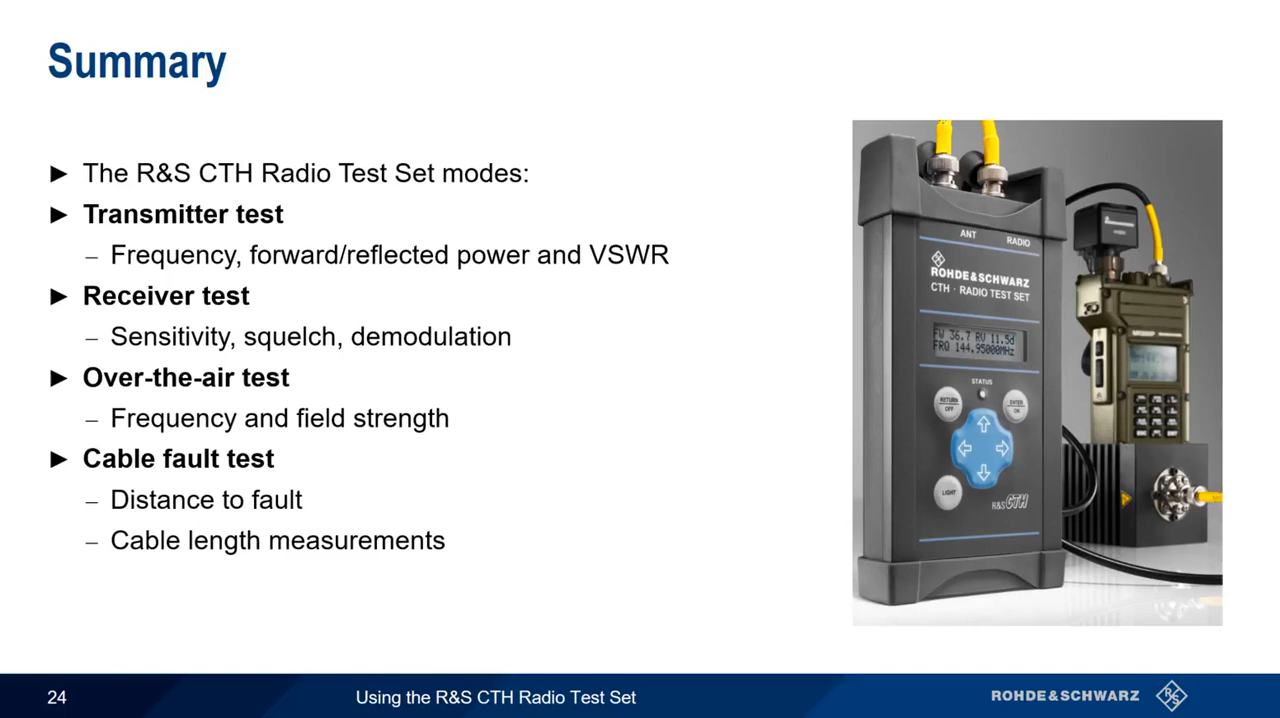 Summary
► The R&S CTH Radio Test Set modes:
► Transmitter test
– Frequency, forward/reflected power and VSWR
► Receiver test
– Sensitivity, squelch, demodulation
► Over-the-air test
– Frequency and field strength
► Cable fault test
– Distance to fault
– Cable length measurements
ANT RADIO
ROHDE&SCHWARZ
CTH · RADIO TEST SET
FW 36.7 RV 11.5d
FRQ 144.95000MHz
STATUS
RETURN
OFF
ENTER
ON
LIGHT
R&S CTH
24
Using the R&S CTH Radio Test Set
ROHDE&SCHWARZ
R&S